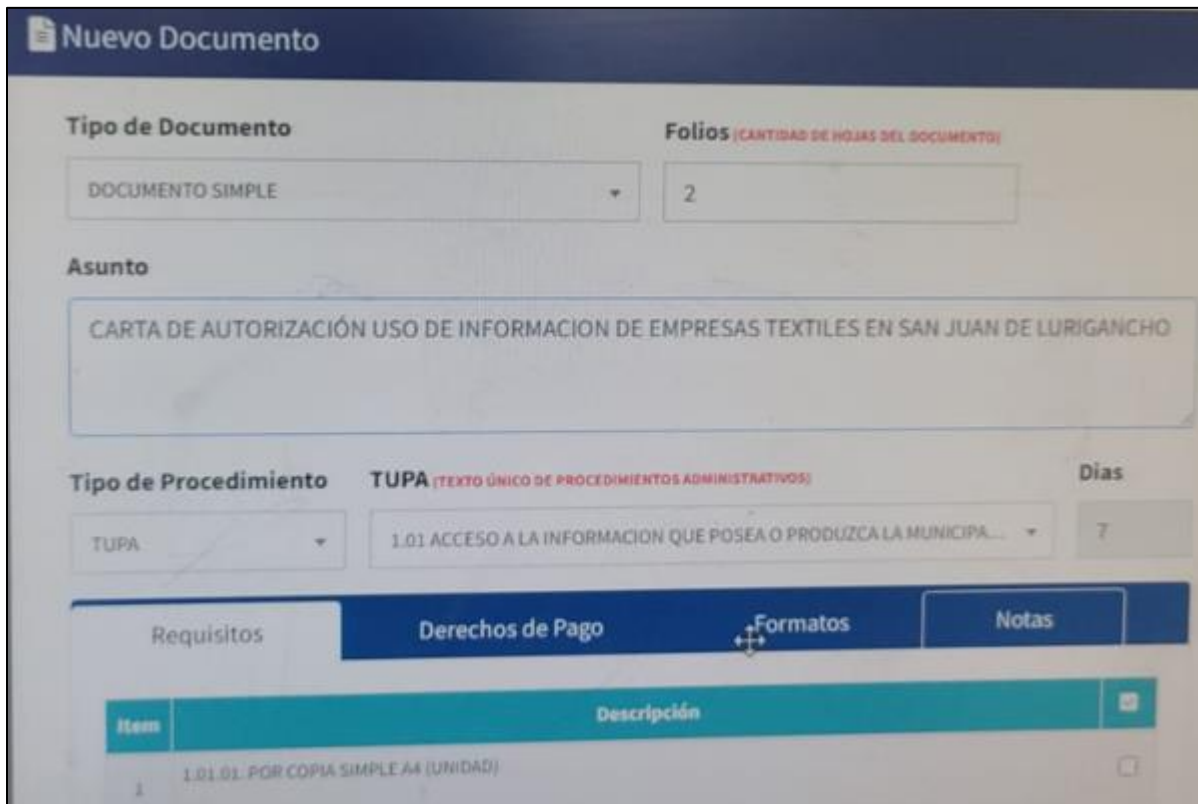 Nuevo Documento
Tipo de Documento
Folios (CANTIDAD DE HOJAS DEL DOCUMENTO)
DOCUMENTO SIMPLE
2
Asunto
CARTA DE AUTORIZACIÓN USO DE INFORMACION DE EMPRESAS TEXTILES EN SAN JUAN DE LURIGANCHO
Tipo de Procedimiento
TUPA (TEXTO ÚNICO DE PROCEDIMIENTOS ADMINISTRATIVOS)
Dias
TUPA
1.01 ACCESO A LA INFORMACION QUE POSEA O PRODUZCA LA MUNICIPA...
7
Requisitos
Derechos de Pago
Formatos
Notas
Item
Descripción
1
1.01.01. POR COPIA SIMPLE A4 (UNIDAD)